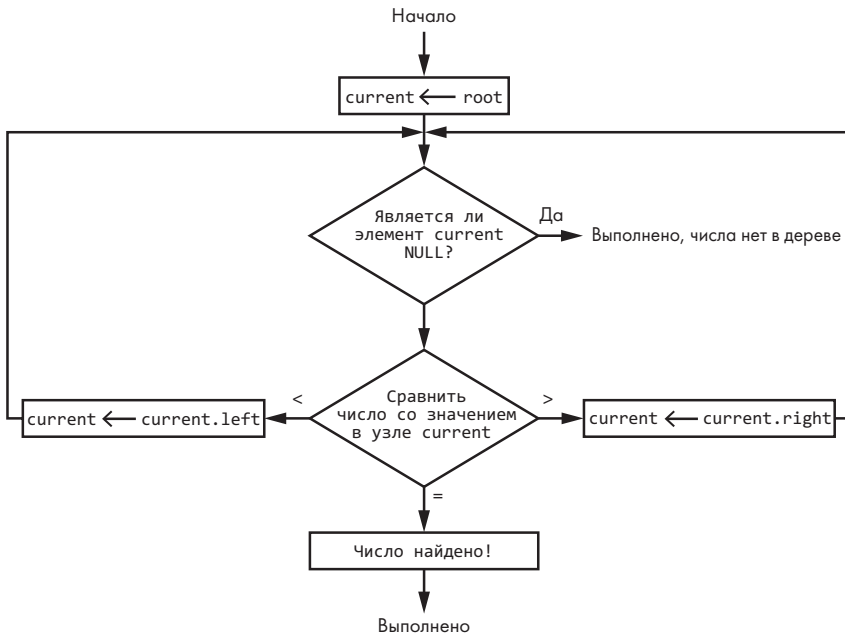 Начало
current ← root
Является ли
элемент current
NULL?
Да
Выполнено, числа нет в дереве
<
Сравнить
число со значением
в узле current
>
current ← current.left
current ← current.right
=
Число найдено!
Выполнено